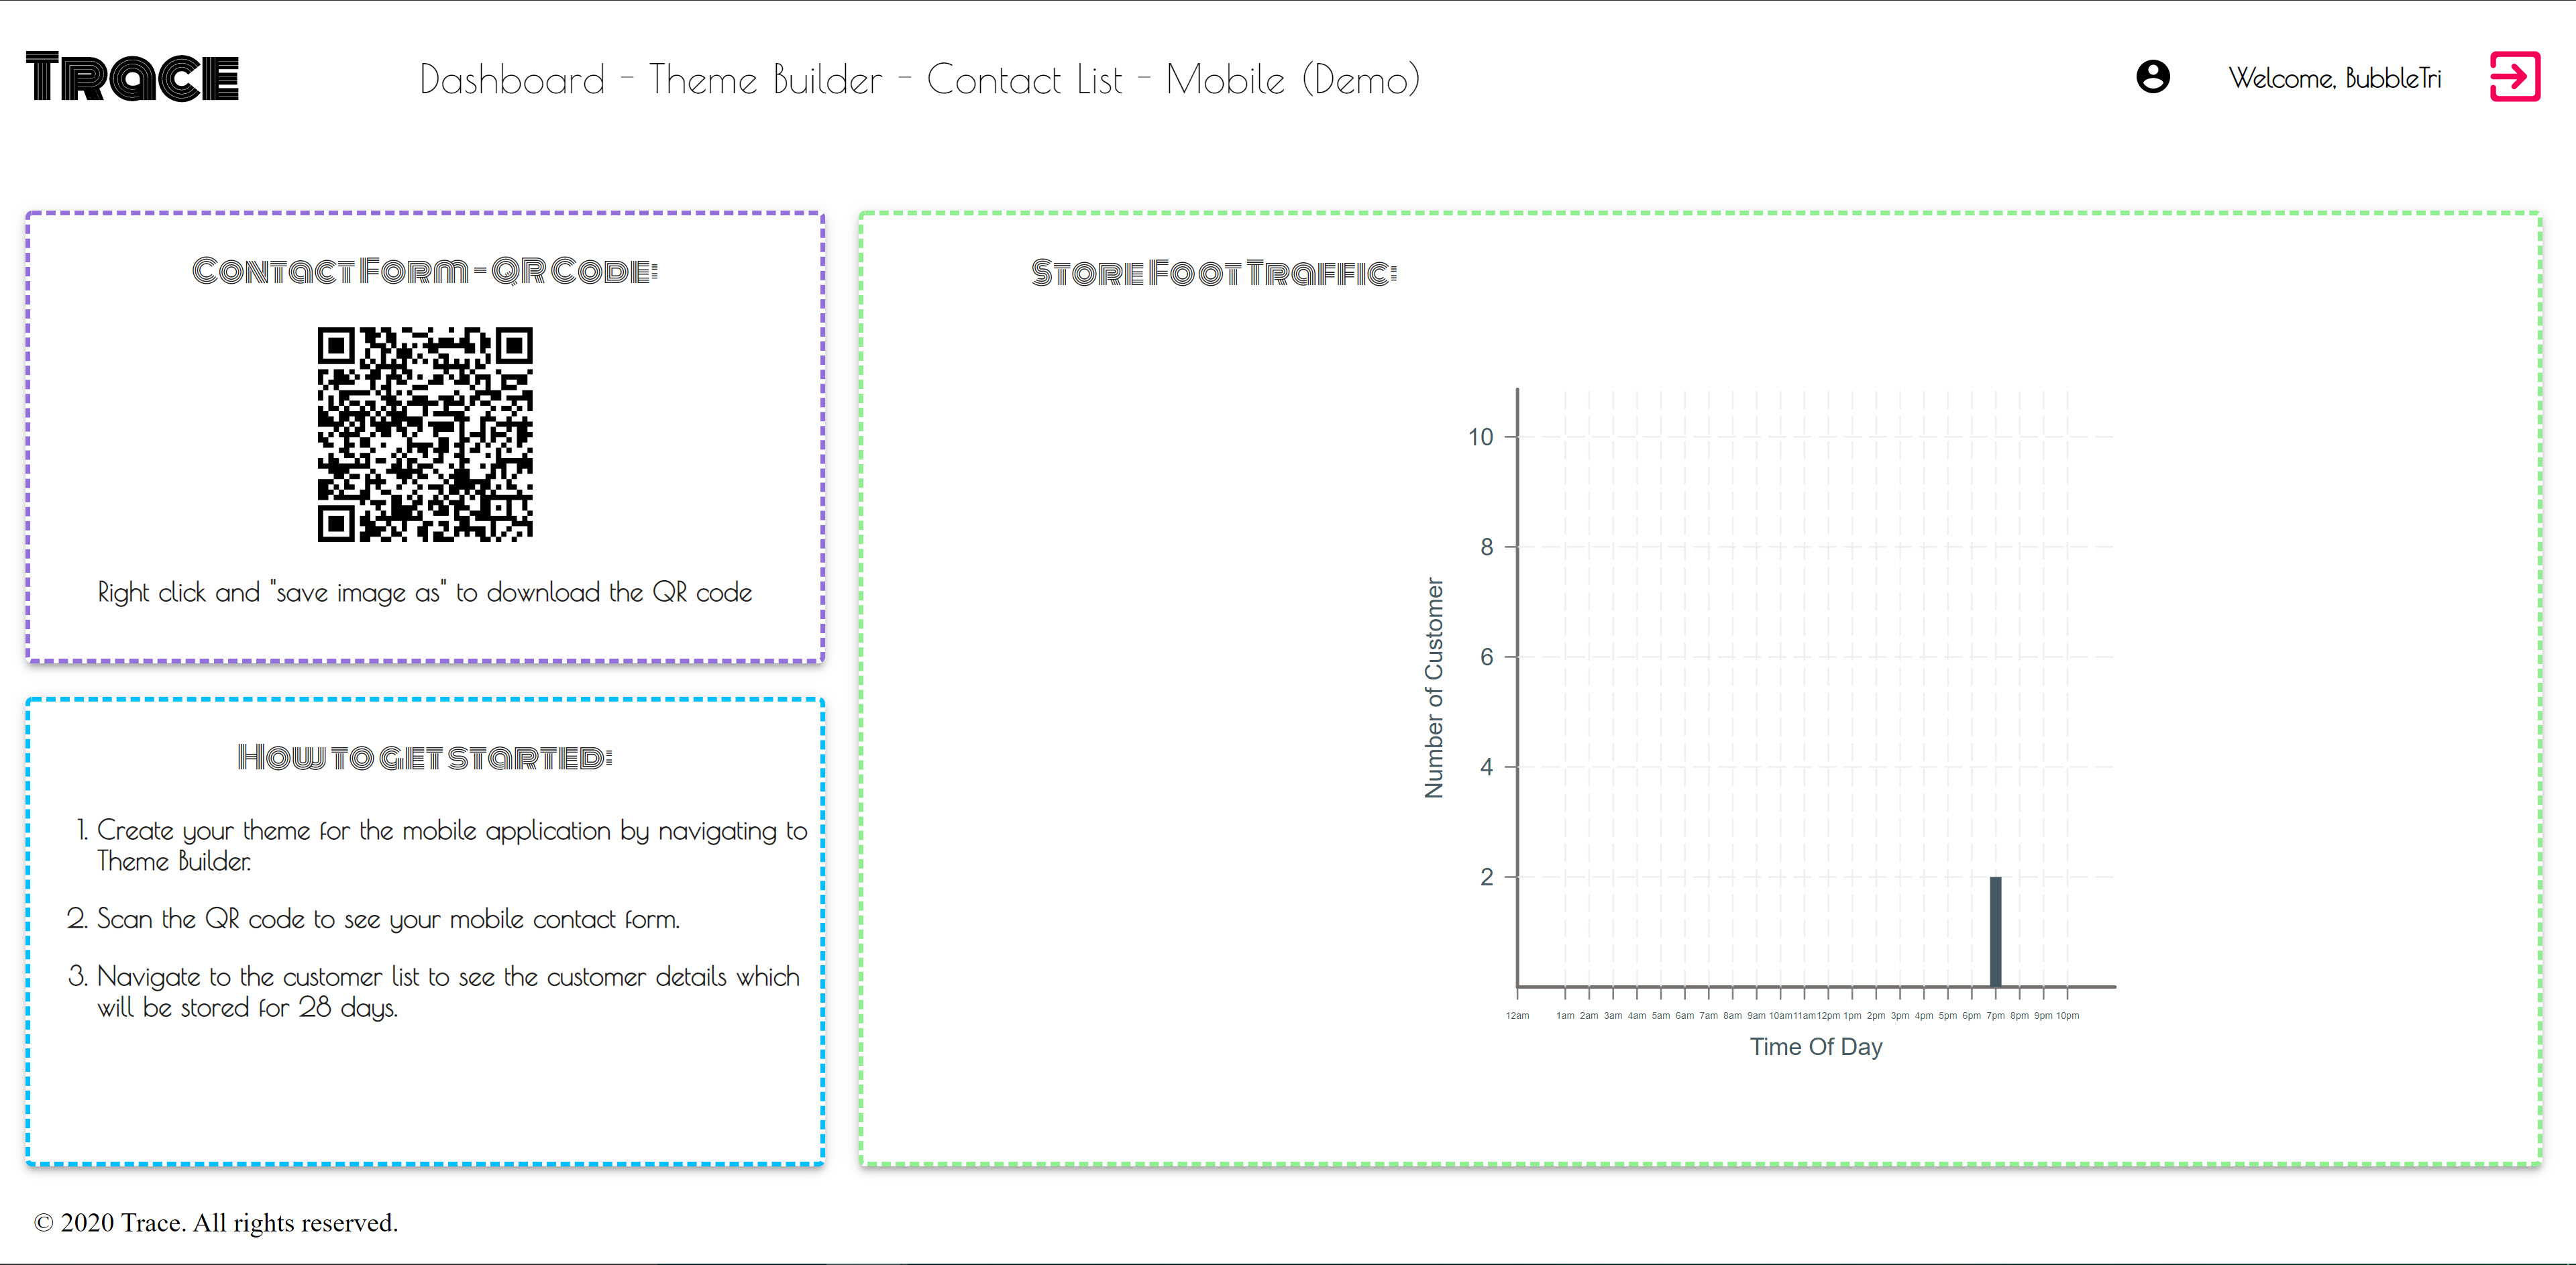 Trace
Dashboard - Theme Builder - Contact List - Mobile (Demo)
Welcome, BubbleTri
Contact Form - QR Code:
Right click and "save image as" to download the QR code
How to get started:
1. Create your theme for the mobile application by navigating to
Theme Builder.
2. Scan the QR code to see your mobile contact form.
3. Navigate to the customer list to see the customer details which
will be stored for 28 days.
Store Foot Traffic:
Number of Customer
10
8
6
4
2
12am 1am 2am 3am 4am 5am 6am 7am 8am 9am 10am 11am 12pm 1pm 2pm 3pm 4pm 5pm 6pm 7pm 8pm 9pm 10pm
Time Of Day
© 2020 Trace. All rights reserved.